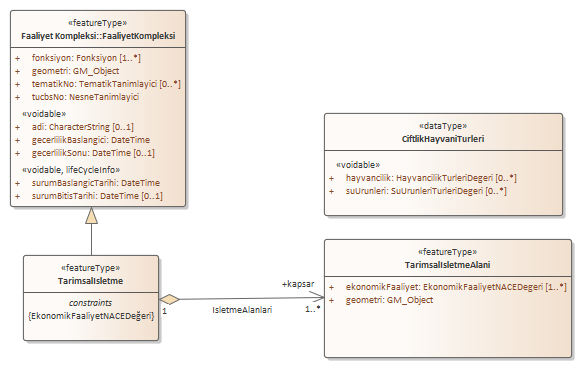 «featureType»
Faaliyet Kompleksi::FaaliyetKompleksi
+ fonksiyon: Fonksiyon [1..*]
+ geometri: GM_Object
+ tematikNo: TematikTanimlayici [0..*]
+ tucbsNo: NesneTanimlayici
«voidable»
+ adi: CharacterString [0..1]
+ gecerlilikBaslangici: DateTime
+ gecerlilikSonu: DateTime [0..1]
«voidable, lifeCycleInfo»
+ surumBaslangicTarihi: DateTime
+ surumBitisTarihi: DateTime [0..1]
«dataType»
CiftlikHayvaniTurleri
«voidable»
+ hayvancilik: HayvancilikTurleriDegeri [0..*]
+ suUrunleri: SuUrunleriTurleriDegeri [0..*]
«featureType»
TarimsalIsletme
constraints
{EkonomikFaaliyetNACEDeğeri}
1
IsletmeAlanlari
+kapsar
1..*
«featureType»
TarimsalIsletmeAlani
+ ekonomikFaaliyet: EkonomikFaaliyetNACEDegeri [1..*]
+ geometri: GM_Object